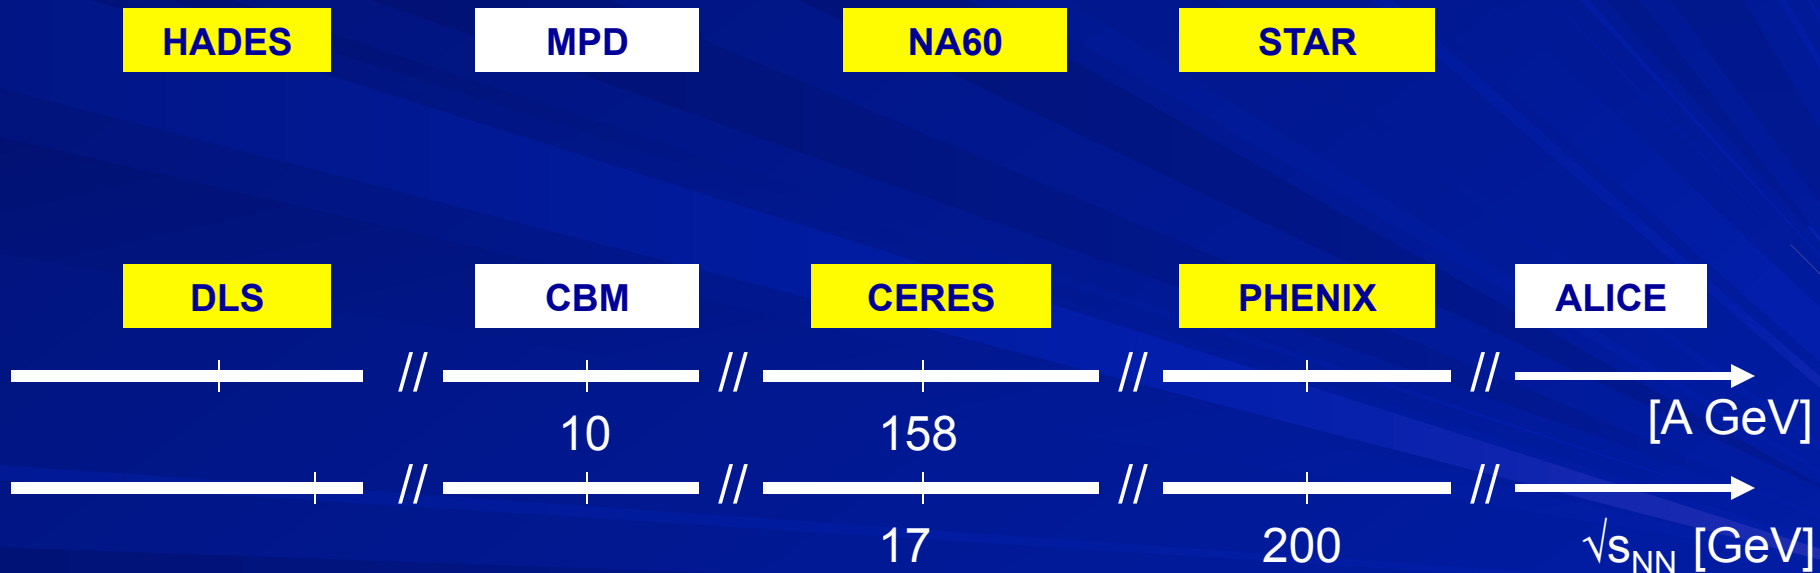 HADES MPD NA60 STAR
DLS CBM CERES PHENIX ALICE
// // // //
10 158 [A GeV]
// // // //
17 200 √sNN [GeV]